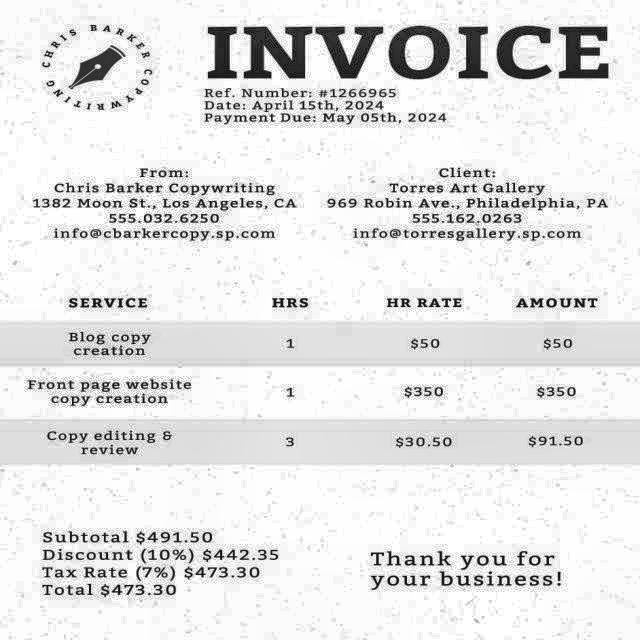 CHRIS BARKER COPYWRITING
INVOICE
Ref. Number: #1266965
Date: April 15th, 2024
Payment Due: May 05th, 2024
From:
Chris Barker Copywriting
1382 Moon St., Los Angeles, CA
555.032.6250
info@cbarkercopy.sp.com
Client:
Torres Art Gallery
969 Robin Ave., Philadelphia, PA
555.162.0263
info@torresgallery.sp.com
SERVICE HRS HR RATE AMOUNT
Blog copy
creation 1 $50 $50
Front page website
copy creation 1 $350 $350
Copy editing &
review 3 $30.50 $91.50
Subtotal $491.50
Discount (10%) $442.35
Tax Rate (7%) $473.30
Total $473.30
Thank you for
your business!